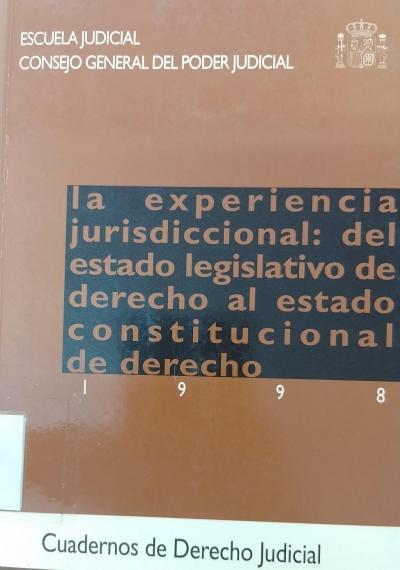 ESCUELA JUDICIAL
CONSEJO GENERAL DEL PODER JUDICIAL
la experiencia
jurisdiccional: del
estado legislativo de
derecho al estado
constitucional
de derecho
1 9 9 8
Cuadernos de Derecho Judicial